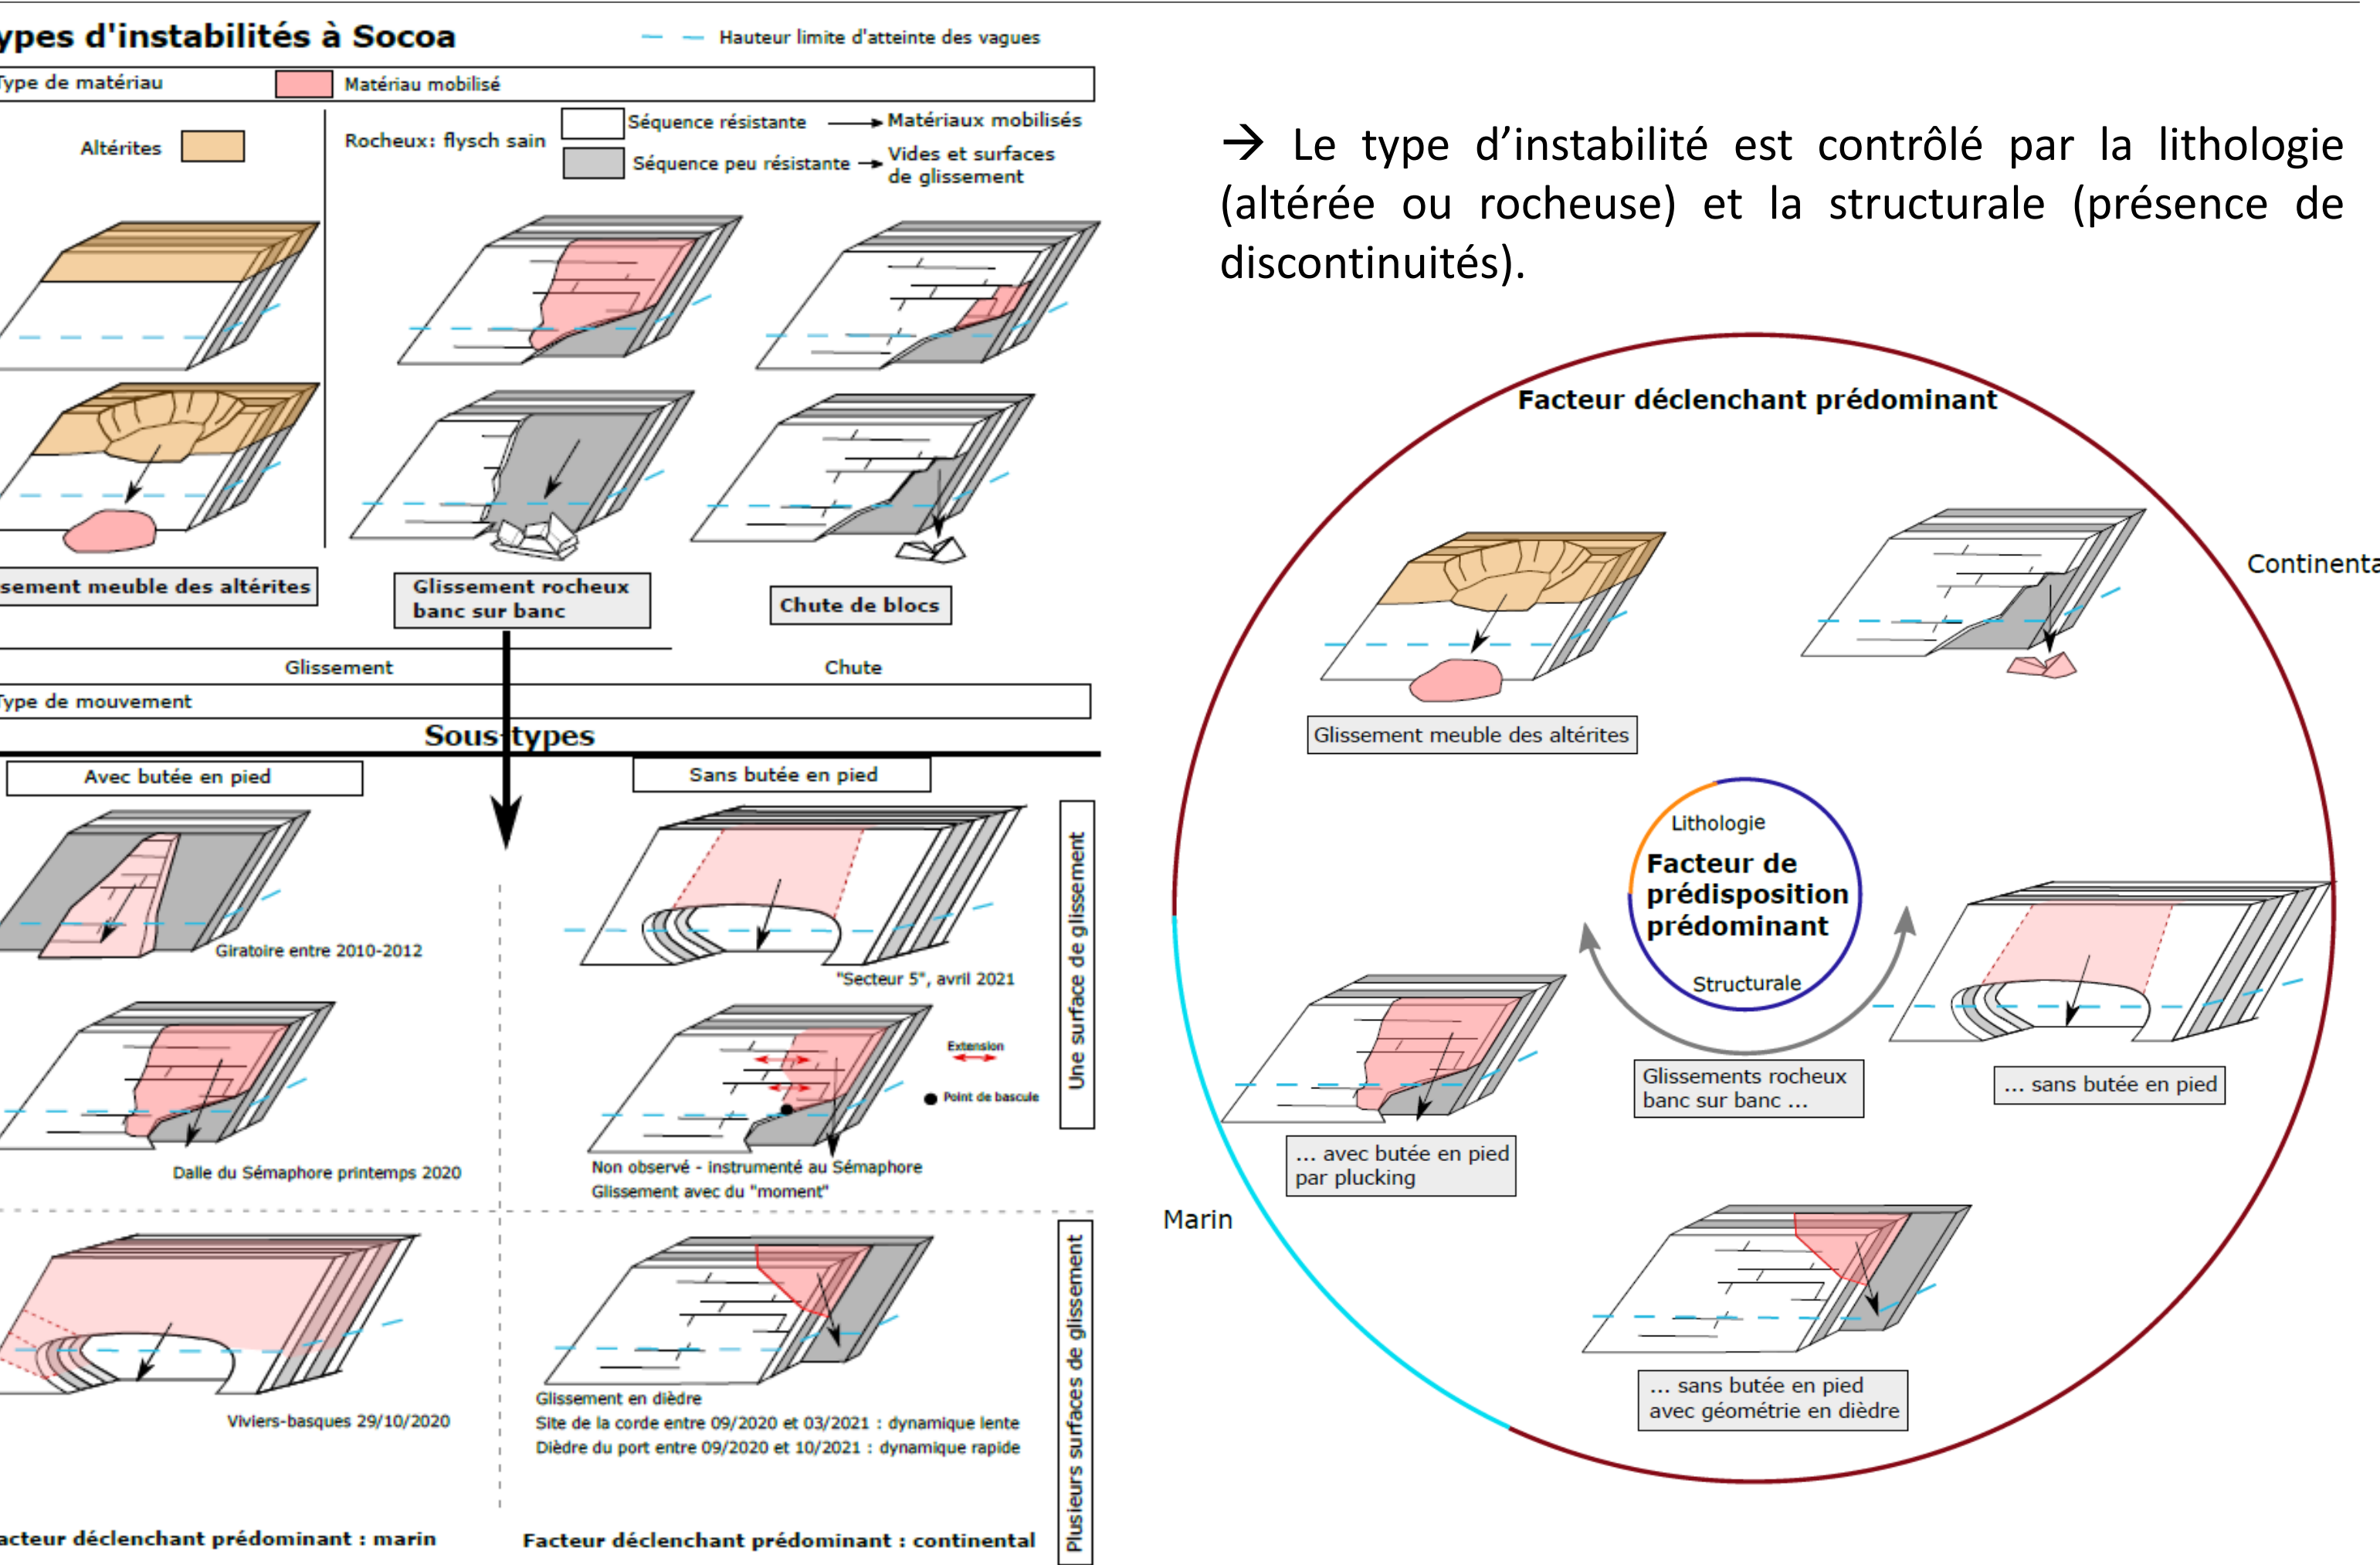 ypes d'instabilités à Socoa
Hauteur limite d'atteinte des vagues
Type de matériau
Matériau mobilisé
Altérites
Rocheux: flysch sain
Séquence résistante
Matériaux mobilisés
Séquence peu résistante
Vides et surfaces
de glissement
ssement meuble des altérites
Glissement rocheux
banc sur banc
Chute de blocs
Glissement
Chute
Type de mouvement
Sous-types
Avec butée en pied
Sans butée en pied
Giratoire entre 2010-2012
"Secteur 5", avril 2021
Une surface de glissement
Dalle du Sémaphore printemps 2020
Extension
Point de bascule
Non observé - instrumenté au Sémaphore
Glissement avec du "moment"
Viviers-basques 29/10/2020
Glissement en dièdre
Site de la corde entre 09/2020 et 03/2021 : dynamique lente
Dièdre du port entre 09/2020 et 10/2021 : dynamique rapide
Plusieurs surfaces de glissement
acteur déclenchant prédominant : marin
Facteur déclenchant prédominant : continental
→ Le type d'instabilité est contrôlé par la lithologie
(altérée ou rocheuse) et la structurale (présence de
discontinuités).
Facteur déclenchant prédominant
Continenta
Glissement meuble des altérites
Lithologie
Facteur de
prédisposition
prédominant
Structurale
Glissements rocheux
banc sur banc ...
... sans butée en pied
... avec butée en pied
par plucking
Marin
... sans butée en pied
avec géométrie en dièdre